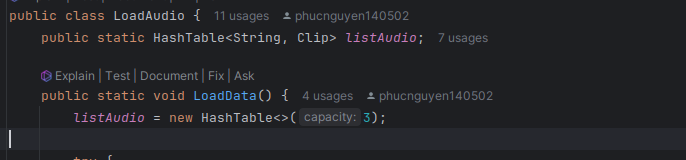 public class LoadAudio { 11 usages phucnguyen140502
public static HashTable<String, Clip> listAudio; 7 usages
Explain | Test | Document | Fix | Ask
public static void LoadData() { 4 usages phucnguyen140502
listAudio = new HashTable<>( capacity: 3);
try {